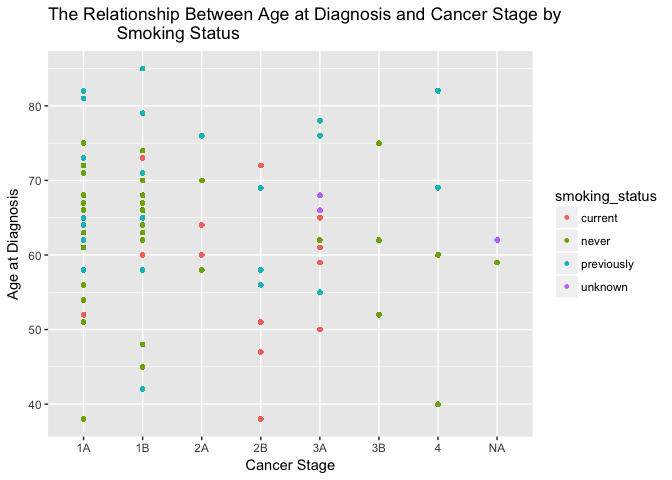 The Relationship Between Age at Diagnosis and Cancer Stage by
Smoking Status
80
70
60
50
40
Age at Diagnosis
1A 1B 2A 2B 3A 3B 4 NA
Cancer Stage
smoking_status
current
never
previously
unknown